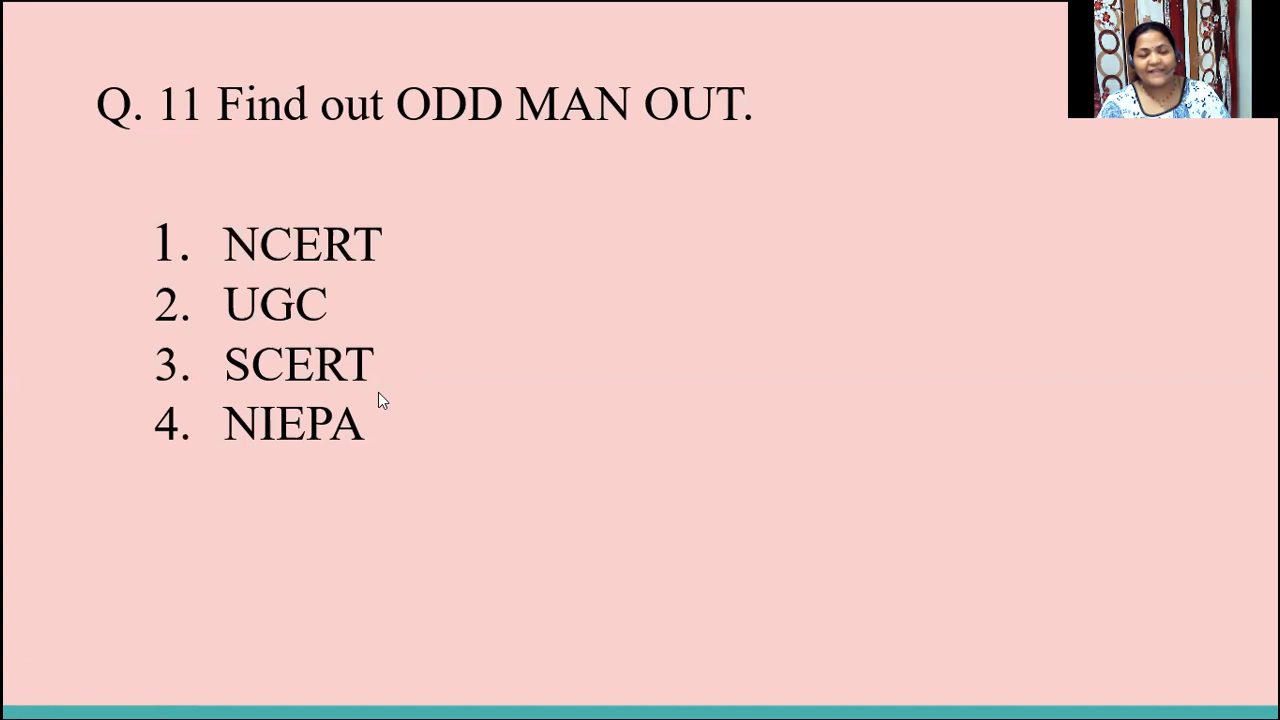 Q. 11 Find out ODD MAN OUT.
1. NCERT
2. UGC
3. SCERT
4. NIEPA